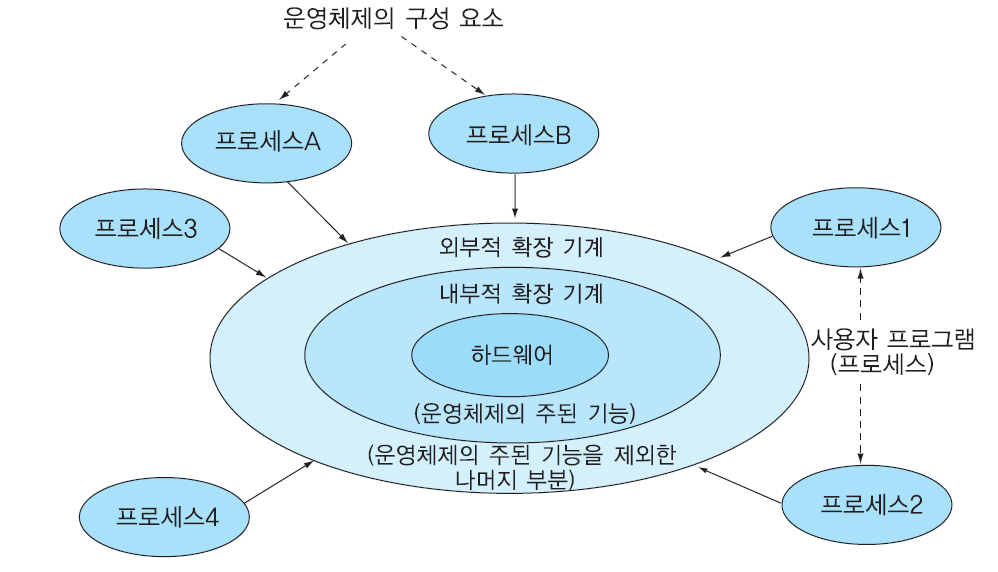 운영체제의 구성 요소
프로세스A
프로세스B
프로세스3
프로세스1
외부적 확장 기계
내부적 확장 기계
하드웨어
사용자 프로그램
(프로세스)
(운영체제의 주된 기능)
(운영체제의 주된 기능을 제외한
나머지 부분)
프로세스4
프로세스2